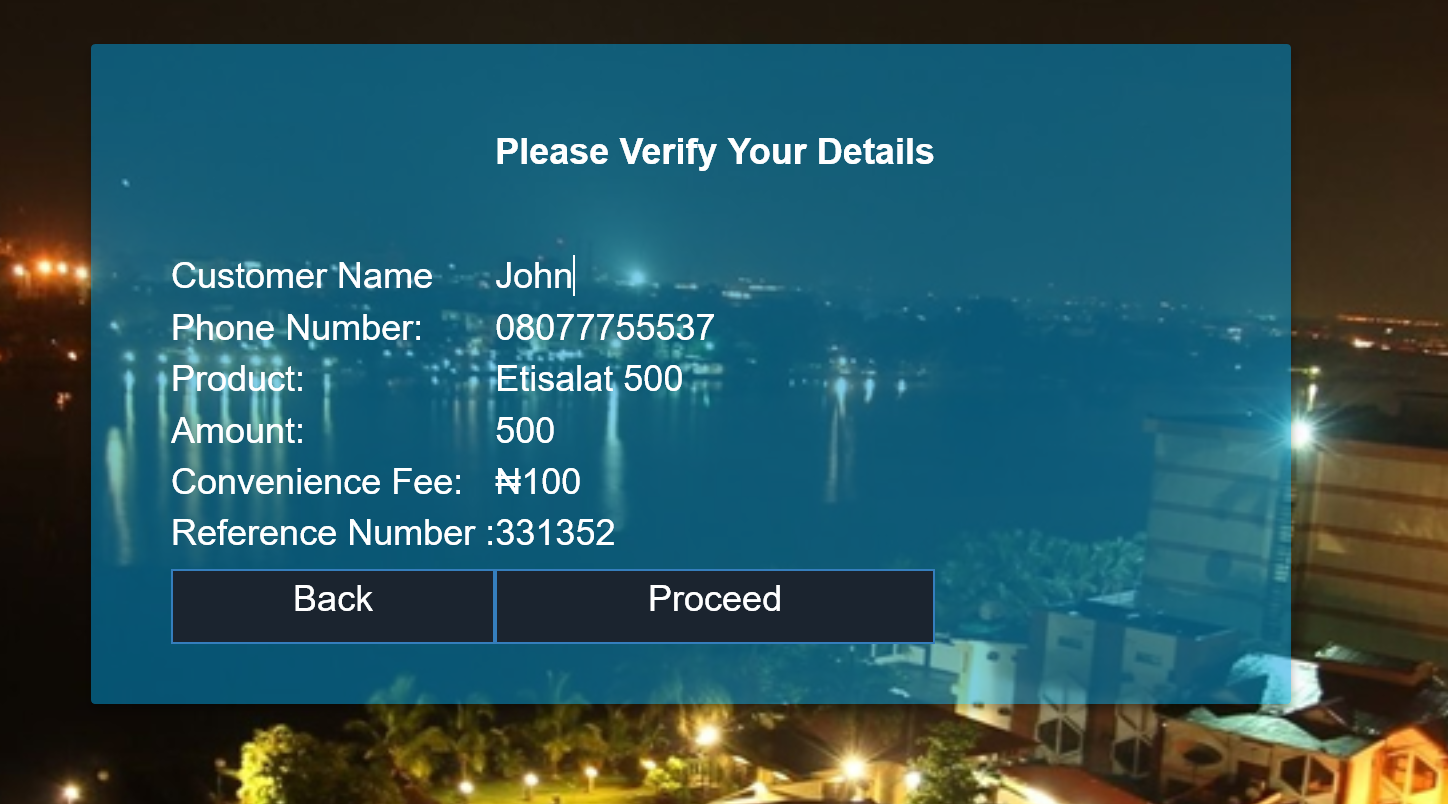 Please Verify Your Details
Customer Name John
Phone Number: 08077755537
Product: Etisalat 500
Amount: 500
Convenience Fee: ₦100
Reference Number :331352
Back Proceed